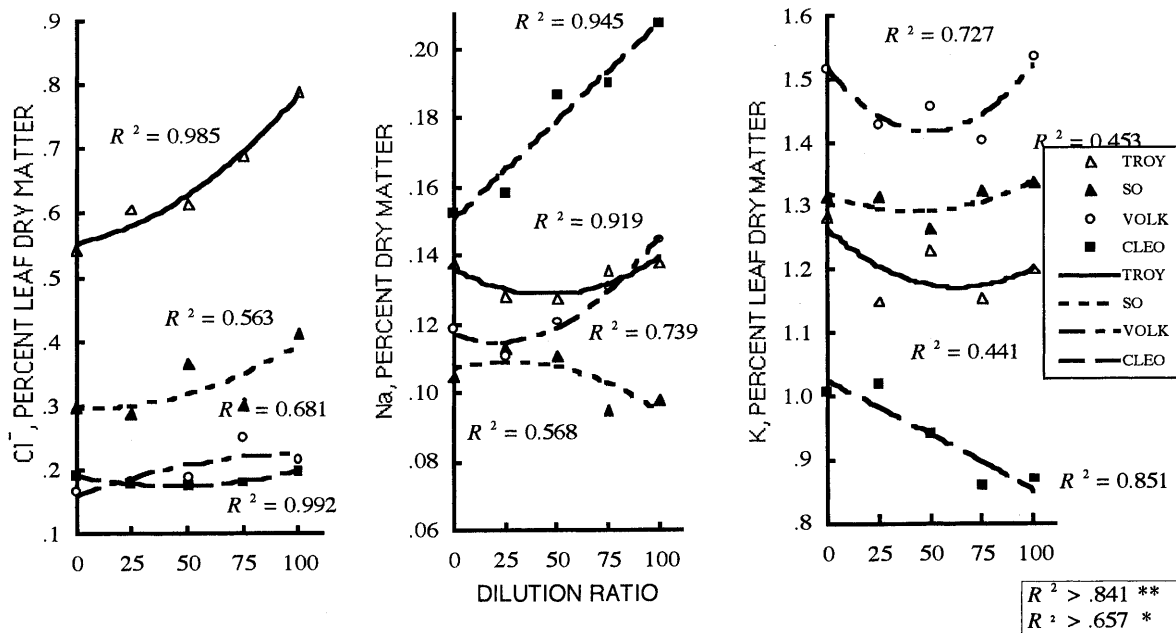 Cl⁻, PERCENT LEAF DRY MATTER
.9
.8
.7
.6
.5
.4
.3
.2
.1
0 25 50 75 100
R² = 0.985
R² = 0.563
R² = 0.681
R² = 0.992
Na, PERCENT DRY MATTER
.20
.18
.16
.14
.12
.10
.08
.06
0 25 50 75 100
R² = 0.945
R² = 0.919
R² = 0.739
R² = 0.568
DILUTION RATIO
K, PERCENT LEAF DRY MATTER
1.6
1.5
1.4
1.3
1.2
1.1
1.0
.9
.8
0 25 50 75 100
R² = 0.727
R² = 0.453
R² = 0.441
R² = 0.851
TROY
SO
VOLK
CLEO
TROY
SO
VOLK
CLEO
R² > .841 **
R² > .657 *